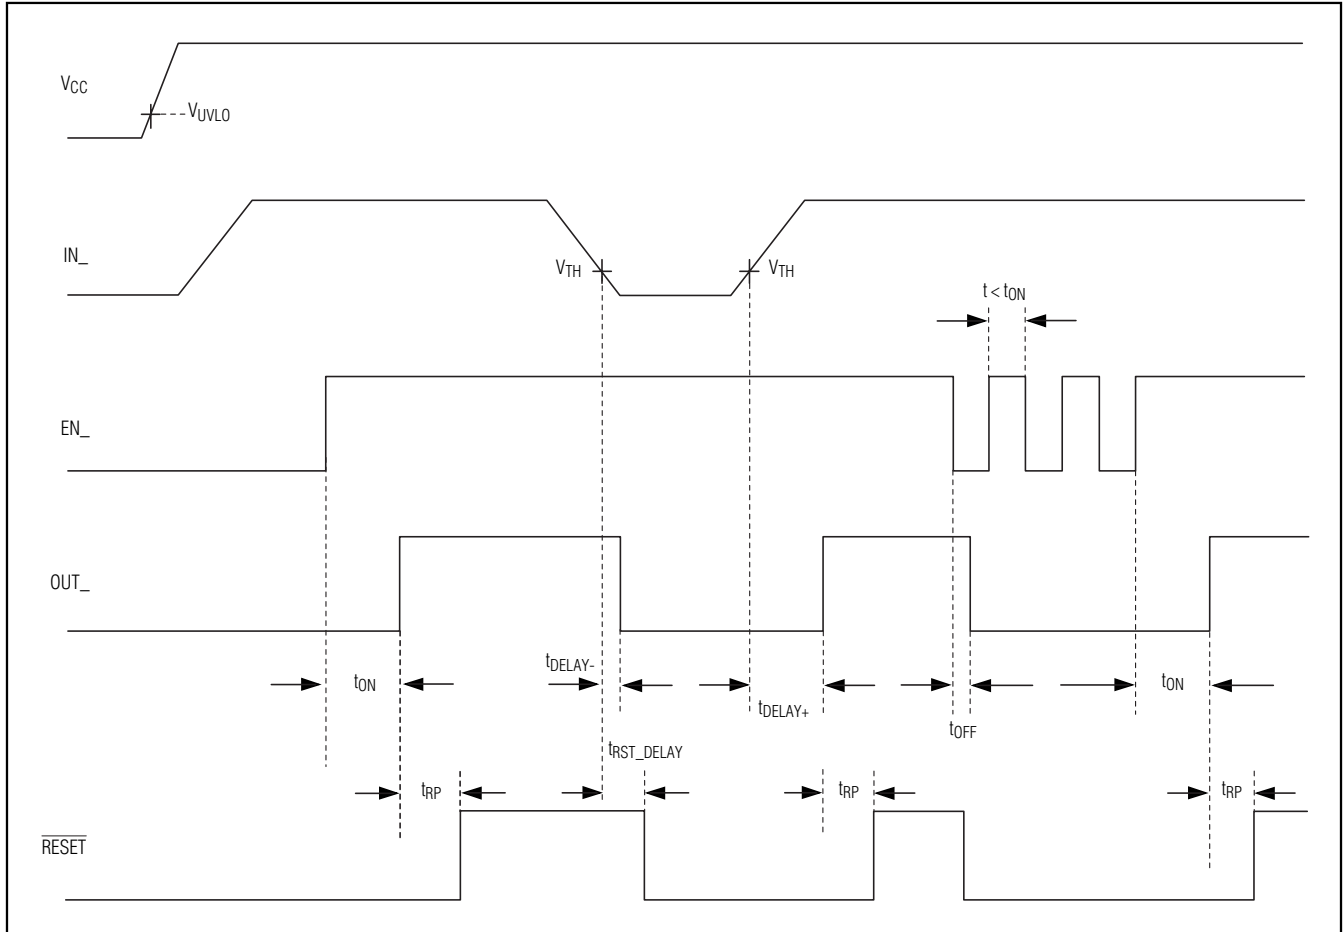 VCC
VUVLO
IN_
VTH
VTH
t < tON
EN_
OUT_
tON
tDELAY-
tDELAY+
tOFF
tON
tRST_DELAY
tRP
tRP
tRP
RESET